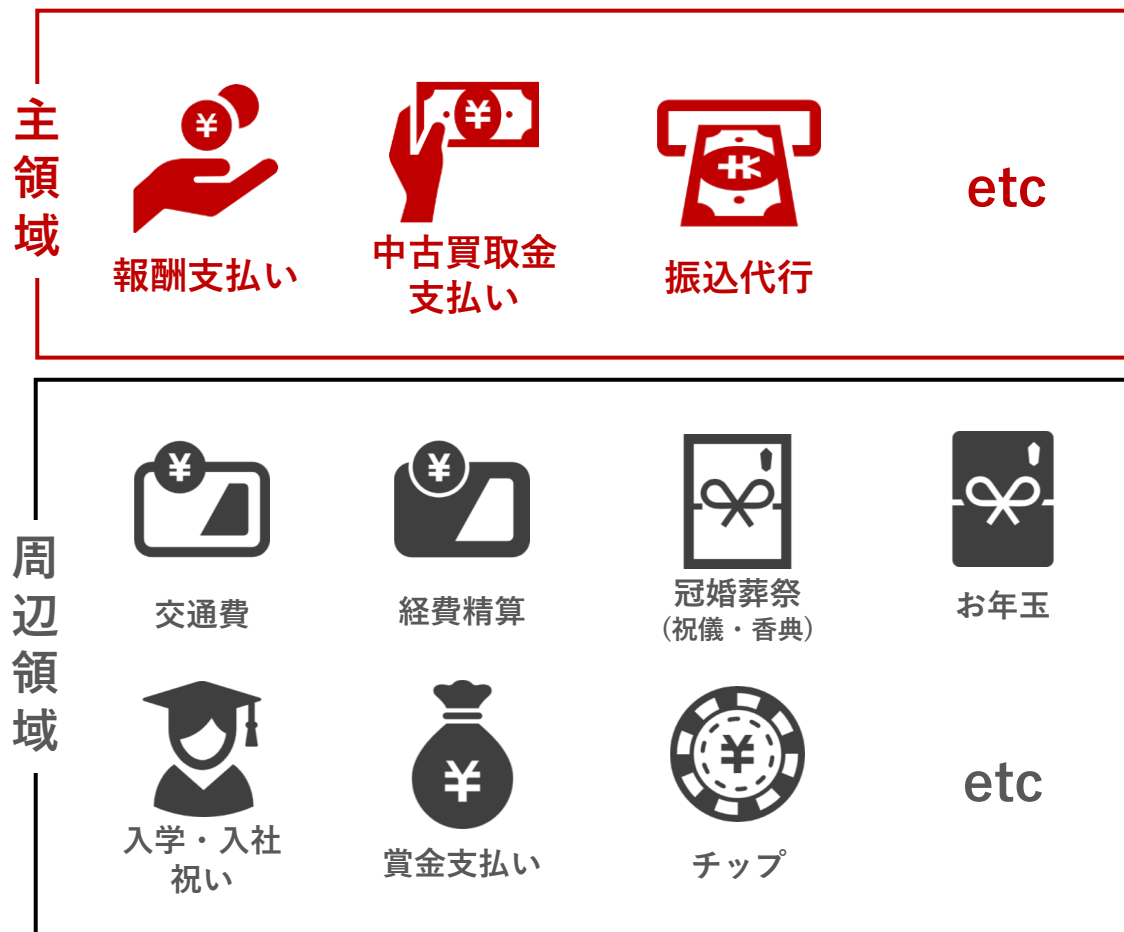 主領域
¥
¥
¥
報酬支払い
中古買取金
支払い
振込代行
etc
周辺領域
¥
¥
交通費
経費精算
冠婚葬祭
(祝儀・香典)
お年玉
¥
¥
入学・入社
祝い
賞金支払い
チップ
etc